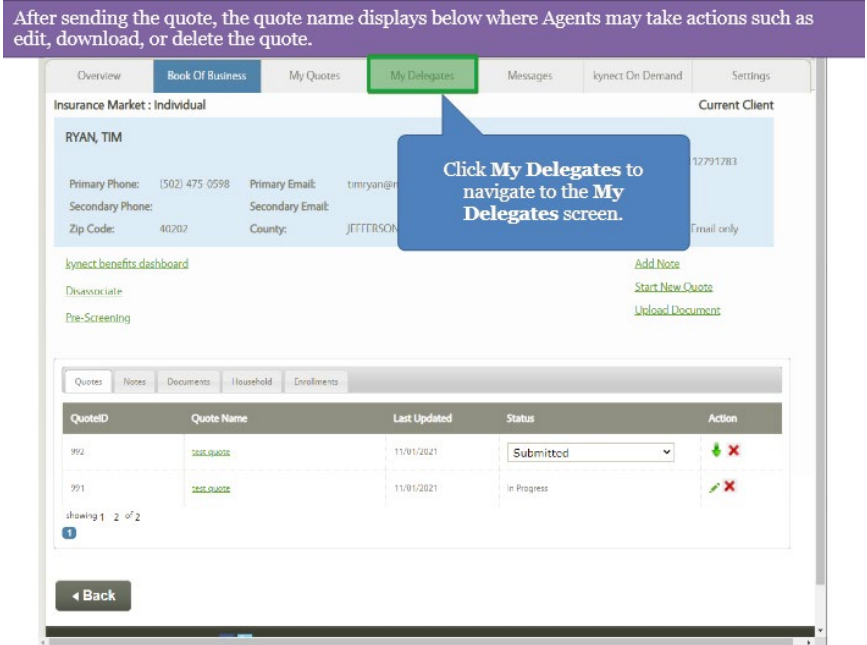 After sending the quote, the quote name displays below where Agents may take actions such as
edit, download, or delete the quote.
Overview Book Of Business My Quotes My Delegates Messages kynect On Demand Settings
Insurance Market : Individual Current Client
RYAN, TIM
12791783
Click My Delegates to
navigate to the My
Delegates screen.
Primary Phone: (502) 475-0598 Primary Email: timryan@
Secondary Phone: Secondary Email:
Zip Code: 40202 County: JEFFERSON Email only
kynect benefits dashboard Add Note
Disassociate Start New Quote
Pre-Screening Upload Document
Quotes Notes Documents Household Enrollments
QuoteID Quote Name Last Updated Status Action
992 test quote 11/01/2021 Submitted
991 test quote 11/01/2021 In Progress
showing 1 2 of 2
1
Back